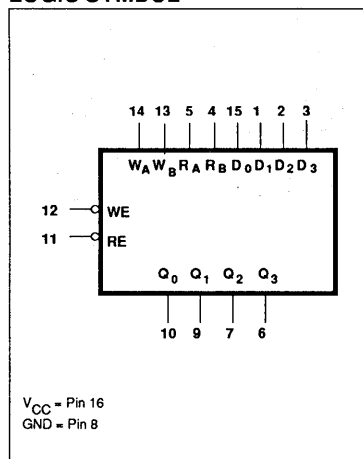 LOGIC SYMBOL
14 13 5 4 15 1 2 3
WA WB RA RB D0 D1 D2 D3
12 WE
11 RE
Q0 Q1 Q2 Q3
10 9 7 6
VCC = Pin 16
GND = Pin 8